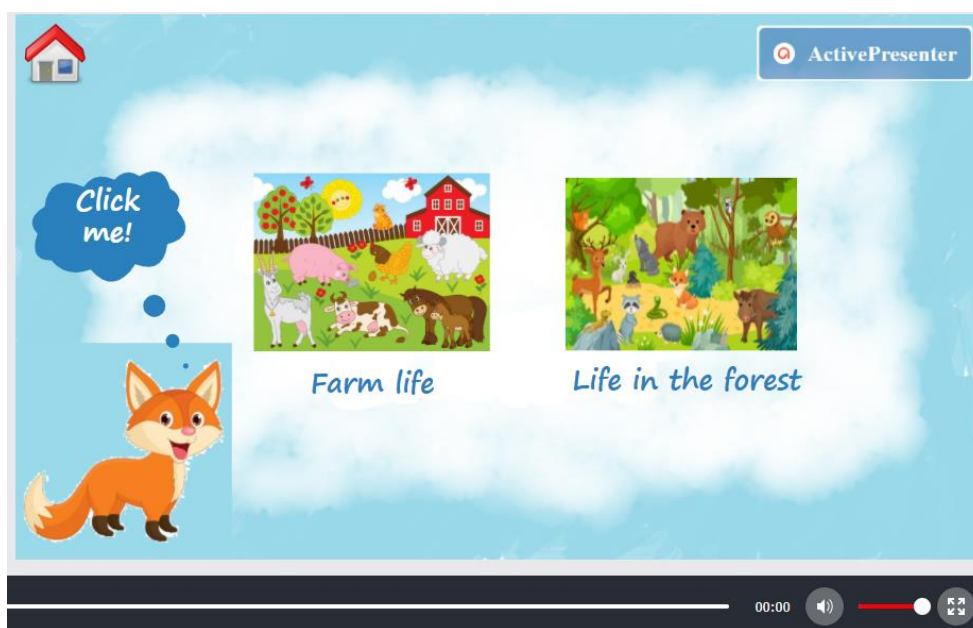 ActivePresenter
Click
me!
Farm life
Life in the forest
00:00